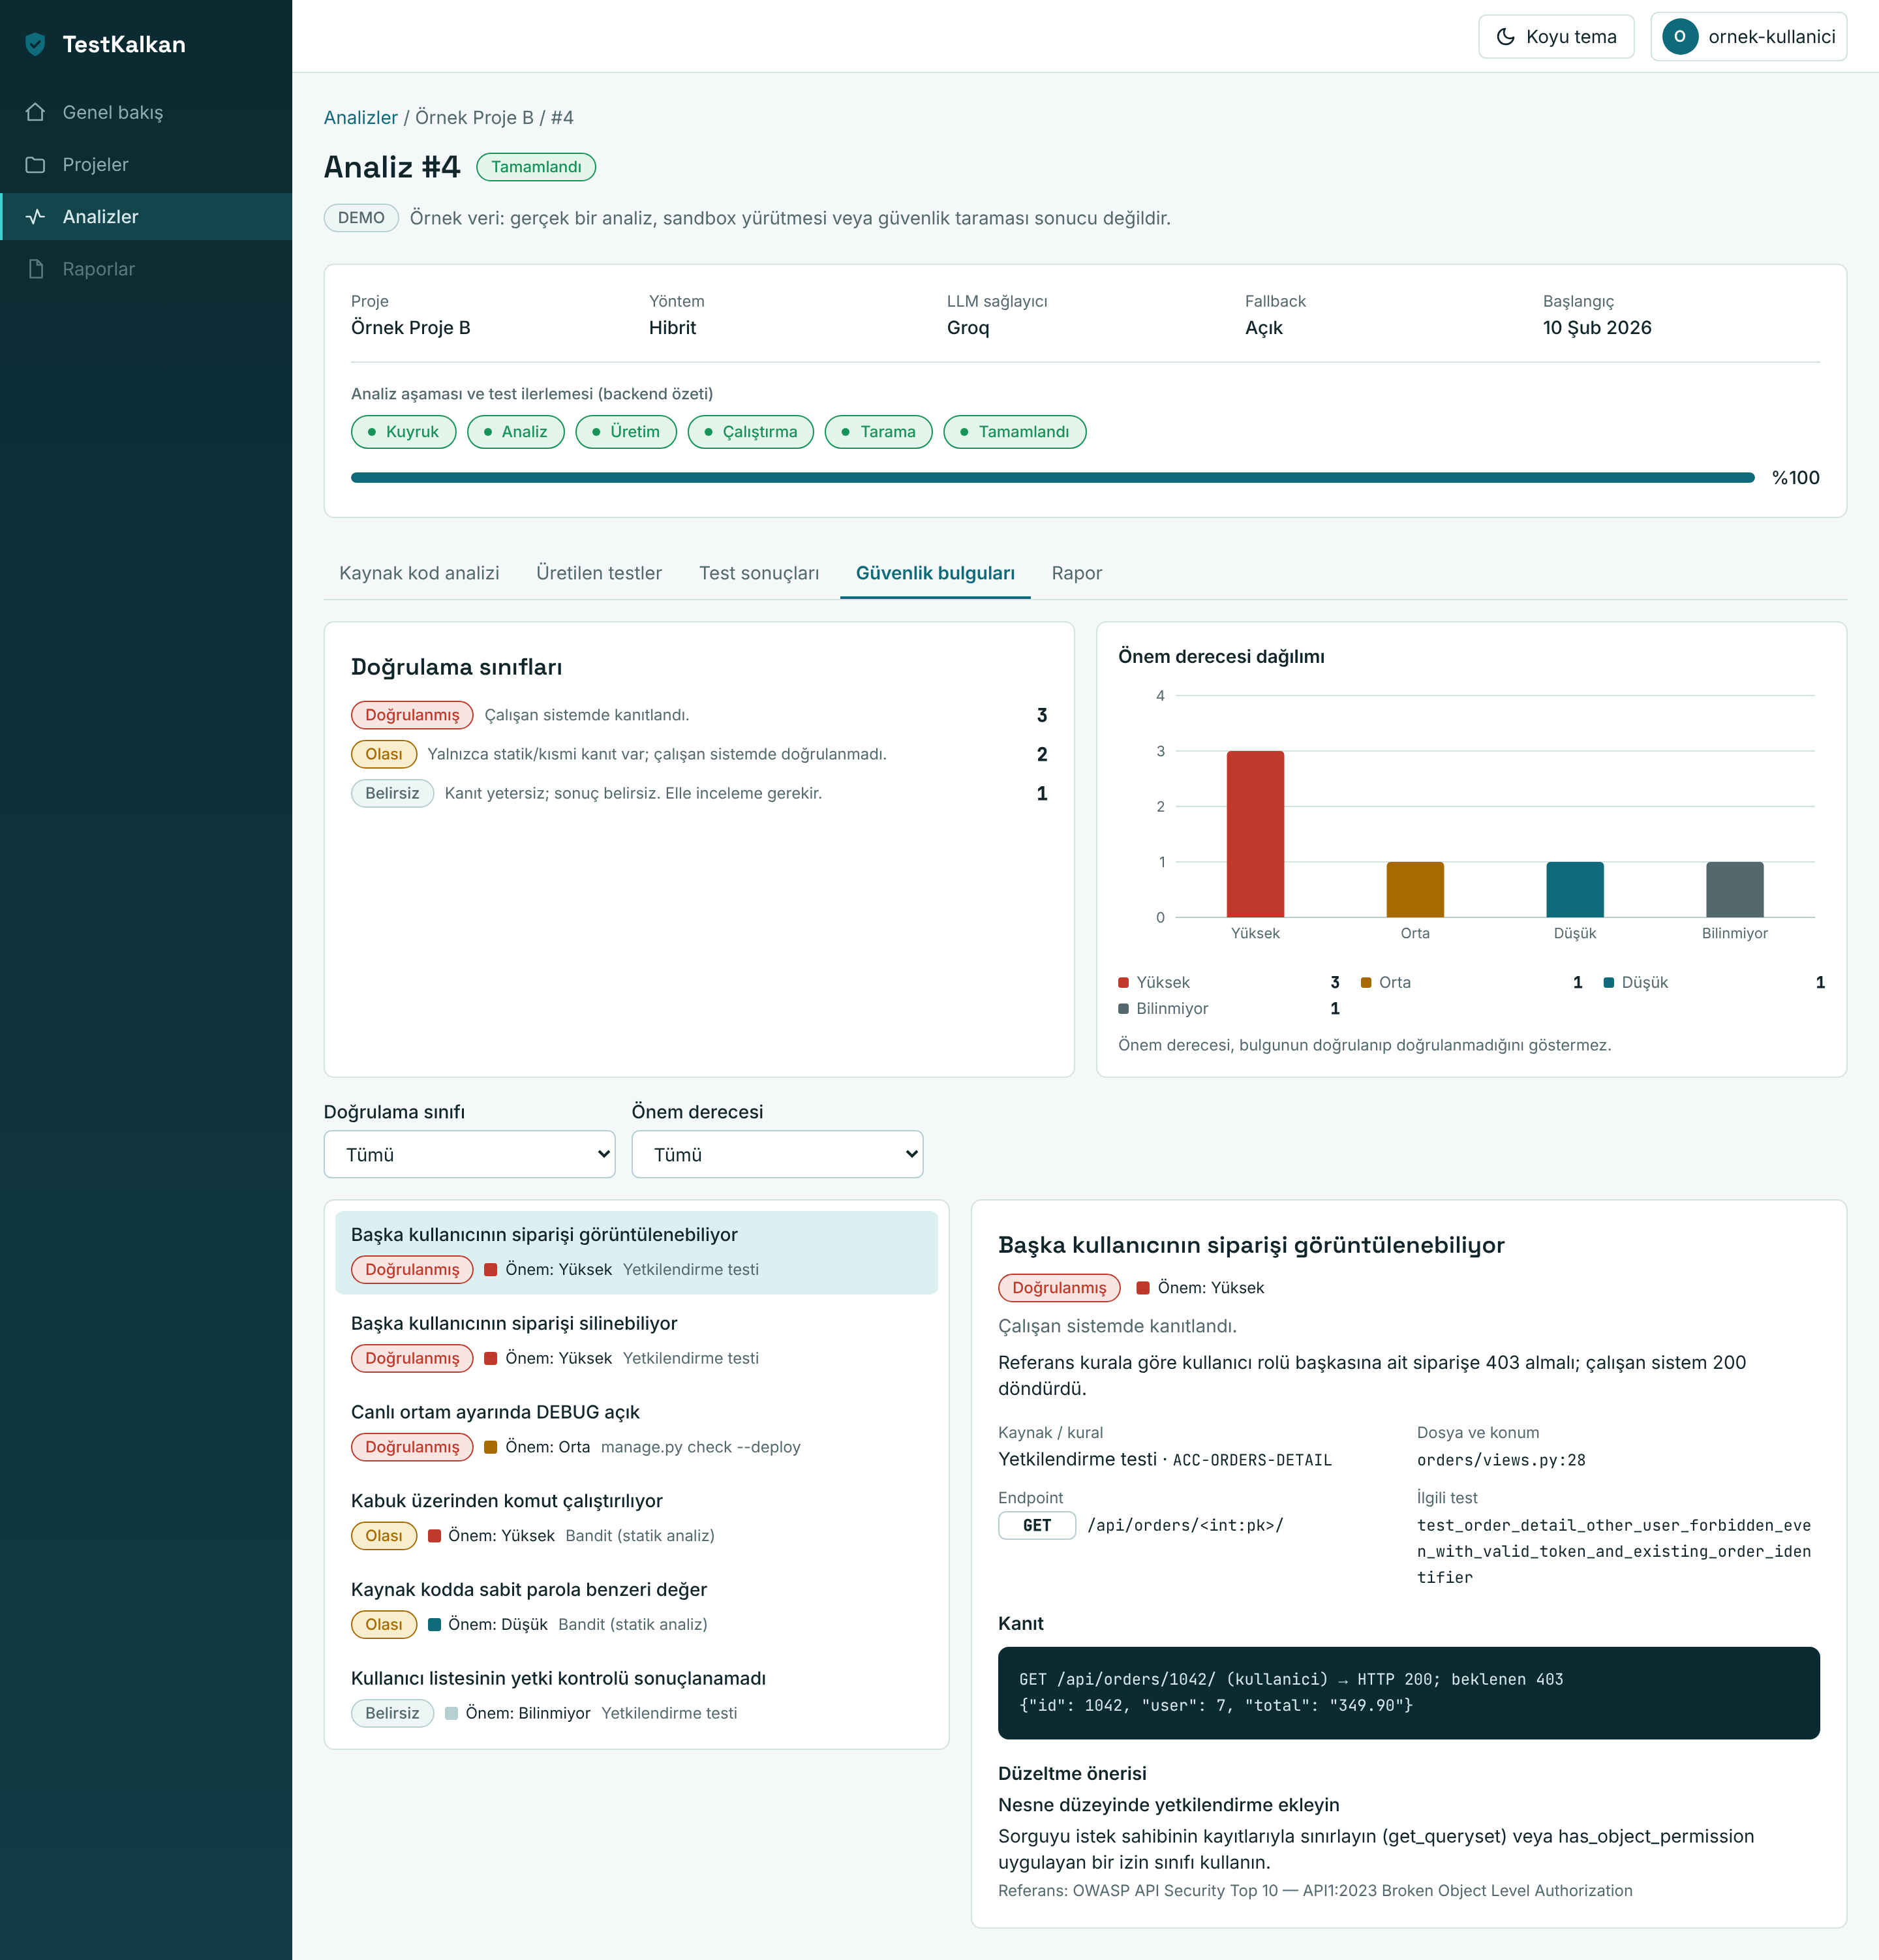 TestKalkan
Genel bakış
Projeler
Analizler
Raporlar
Koyu tema
O
ornek-kullanici
Analizler / Örnek Proje B / #4
Analiz #4
Tamamlandı
DEMO
Örnek veri: gerçek bir analiz, sandbox yürütmesi veya güvenlik taraması sonucu değildir.
Proje
Örnek Proje B
Yöntem
Hibrit
LLM sağlayıcı
Groq
Fallback
Açık
Başlangıç
10 Şub 2026
Analiz aşaması ve test ilerlemesi (backend özeti)
Kuyruk
Analiz
Üretim
Çalıştırma
Tarama
Tamamlandı
%100
Kaynak kod analizi
Üretilen testler
Test sonuçları
Güvenlik bulguları
Rapor
Doğrulama sınıfları
Doğrulanmış Çalışan sistemde kanıtlandı. 3
Olası Yalnızca statik/kısmi kanıt var; çalışan sistemde doğrulanmadı. 2
Belirsiz Kanıt yetersiz; sonuç belirsiz. Elle inceleme gerekir. 1
Önem derecesi dağılımı
4
3
2
1
0
Yüksek
Orta
Düşük
Bilinmiyor
Yüksek 3
Orta 1
Düşük 1
Bilinmiyor 1
Önem derecesi, bulgunun doğrulanıp doğrulanmadığını göstermez.
Doğrulama sınıfı
Tümü
Önem derecesi
Tümü
Başka kullanıcının siparişi görüntülenebiliyor
Doğrulanmış Önem: Yüksek Yetkilendirme testi
Başka kullanıcının siparişi silinebiliyor
Doğrulanmış Önem: Yüksek Yetkilendirme testi
Canlı ortam ayarında DEBUG açık
Doğrulanmış Önem: Orta manage.py check --deploy
Kabuk üzerinden komut çalıştırılıyor
Olası Önem: Yüksek Bandit (statik analiz)
Kaynak kodda sabit parola benzeri değer
Olası Önem: Düşük Bandit (statik analiz)
Kullanıcı listesinin yetki kontrolü sonuçlanamadı
Belirsiz Önem: Bilinmiyor Yetkilendirme testi
Başka kullanıcının siparişi görüntülenebiliyor
Doğrulanmış Önem: Yüksek
Çalışan sistemde kanıtlandı.
Referans kurala göre kullanıcı rolü başkasına ait siparişe 403 almalı; çalışan sistem 200
döndürdü.
Kaynak / kural
Yetkilendirme testi · ACC-ORDERS-DETAIL
Dosya ve konum
orders/views.py:28
Endpoint
GET /api/orders/<int:pk>/
İlgili test
test_order_detail_other_user_forbidden_eve
n_with_valid_token_and_existing_order_iden
tifier
Kanıt
GET /api/orders/1042/ (kullanici) → HTTP 200; beklenen 403
{"id": 1042, "user": 7, "total": "349.90"}
Düzeltme önerisi
Nesne düzeyinde yetkilendirme ekleyin
Sorguyu istek sahibinin kayıtlarıyla sınırlayın (get_queryset) veya has_object_permission
uygulayan bir izin sınıfı kullanın.
Referans: OWASP API Security Top 10 — API1:2023 Broken Object Level Authorization